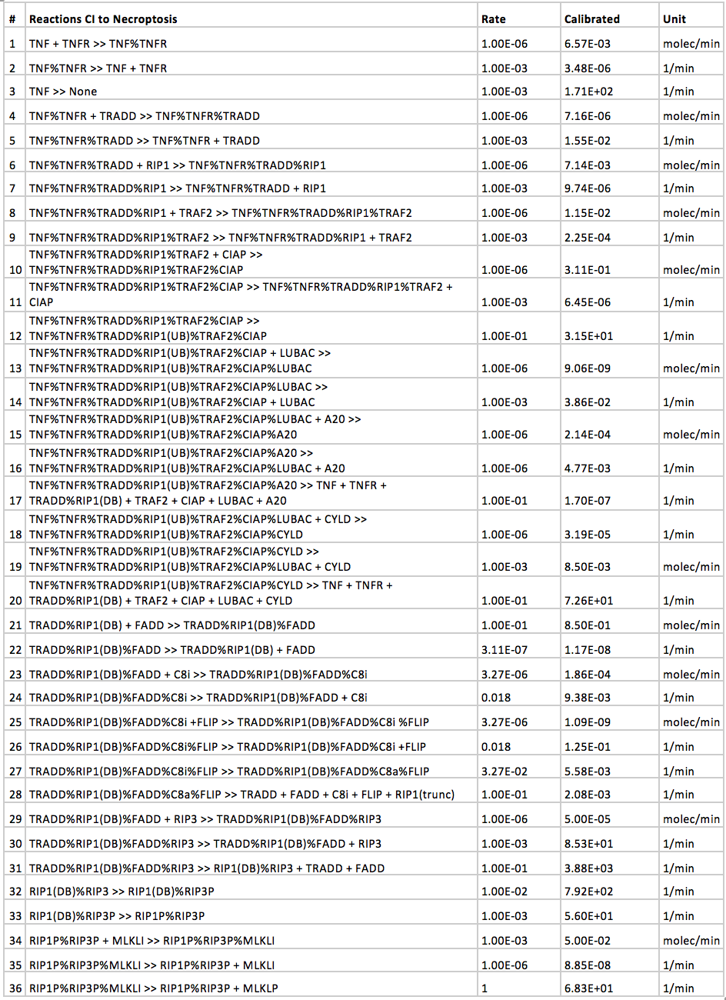 # Reactions CI to Necroptosis Rate Calibrated Unit
1 TNF + TNFR >> TNF%TNFR 1.00E-06 6.57E-03 molec/min
2 TNF%TNFR >> TNF + TNFR 1.00E-03 3.48E-06 1/min
3 TNF >> None 1.00E-03 1.71E+02 1/min
4 TNF%TNFR + TRADD >> TNF%TNFR%TRADD 1.00E-06 7.16E-06 molec/min
5 TNF%TNFR%TRADD >> TNF%TNFR + TRADD 1.00E-03 1.55E-02 1/min
6 TNF%TNFR%TRADD + RIP1 >> TNF%TNFR%TRADD%RIP1 1.00E-06 7.14E-03 molec/min
7 TNF%TNFR%TRADD%RIP1 >> TNF%TNFR%TRADD + RIP1 1.00E-03 9.74E-06 1/min
8 TNF%TNFR%TRADD%RIP1 + TRAF2 >> TNF%TNFR%TRADD%RIP1%TRAF2 1.00E-06 1.15E-02 molec/min
9 TNF%TNFR%TRADD%RIP1%TRAF2 >> TNF%TNFR%TRADD%RIP1 + TRAF2 1.00E-03 2.25E-04 1/min
TNF%TNFR%TRADD%RIP1%TRAF2 + CIAP >>
10 TNF%TNFR%TRADD%RIP1%TRAF2%CIAP 1.00E-06 3.11E-01 molec/min
TNF%TNFR%TRADD%RIP1%TRAF2%CIAP >> TNF%TNFR%TRADD%RIP1%TRAF2 +
11 CIAP 1.00E-03 6.45E-06 1/min
TNF%TNFR%TRADD%RIP1%TRAF2%CIAP >>
12 TNF%TNFR%TRADD%RIP1(UB)%TRAF2%CIAP 1.00E-01 3.15E+01 1/min
TNF%TNFR%TRADD%RIP1(UB)%TRAF2%CIAP + LUBAC >>
13 TNF%TNFR%TRADD%RIP1(UB)%TRAF2%CIAP%LUBAC 1.00E-06 9.06E-09 molec/min
TNF%TNFR%TRADD%RIP1(UB)%TRAF2%CIAP%LUBAC >>
14 TNF%TNFR%TRADD%RIP1(UB)%TRAF2%CIAP + LUBAC 1.00E-03 3.86E-02 1/min
TNF%TNFR%TRADD%RIP1(UB)%TRAF2%CIAP%LUBAC + A20 >>
15 TNF%TNFR%TRADD%RIP1(UB)%TRAF2%CIAP%A20 1.00E-06 2.14E-04 molec/min
TNF%TNFR%TRADD%RIP1(UB)%TRAF2%CIAP%A20 >>
16 TNF%TNFR%TRADD%RIP1(UB)%TRAF2%CIAP%LUBAC + A20 1.00E-06 4.77E-03 1/min
TNF%TNFR%TRADD%RIP1(UB)%TRAF2%CIAP%A20 >> TNF + TNFR +
17 TRADD%RIP1(DB) + TRAF2 + CIAP + LUBAC + A20 1.00E-01 1.70E-07 1/min
TNF%TNFR%TRADD%RIP1(UB)%TRAF2%CIAP%LUBAC + CYLD >>
18 TNF%TNFR%TRADD%RIP1(UB)%TRAF2%CIAP%CYLD 1.00E-06 3.19E-05 1/min
TNF%TNFR%TRADD%RIP1(UB)%TRAF2%CIAP%CYLD >>
19 TNF%TNFR%TRADD%RIP1(UB)%TRAF2%CIAP%LUBAC + CYLD 1.00E-03 8.50E-03 molec/min
TNF%TNFR%TRADD%RIP1(UB)%TRAF2%CIAP%CYLD >> TNF + TNFR +
20 TRADD%RIP1(DB) + TRAF2 + CIAP + LUBAC + CYLD 1.00E-01 7.26E+01 1/min
21 TRADD%RIP1(DB) + FADD >> TRADD%RIP1(DB)%FADD 1.00E-01 8.50E-01 molec/min
22 TRADD%RIP1(DB)%FADD >> TRADD%RIP1(DB) + FADD 3.11E-07 1.17E-08 1/min
23 TRADD%RIP1(DB)%FADD + C8i >> TRADD%RIP1(DB)%FADD%C8i 3.27E-06 1.86E-04 molec/min
24 TRADD%RIP1(DB)%FADD%C8i >> TRADD%RIP1(DB)%FADD + C8i 0.018 9.38E-03 1/min
25 TRADD%RIP1(DB)%FADD%C8i +FLIP >> TRADD%RIP1(DB)%FADD%C8i %FLIP 3.27E-06 1.09E-09 molec/min
26 TRADD%RIP1(DB)%FADD%C8i%FLIP >> TRADD%RIP1(DB)%FADD%C8i +FLIP 0.018 1.25E-01 1/min
27 TRADD%RIP1(DB)%FADD%C8i%FLIP >> TRADD%RIP1(DB)%FADD%C8a%FLIP 3.27E-02 5.58E-03 1/min
28 TRADD%RIP1(DB)%FADD%C8a%FLIP >> TRADD + FADD + C8i + FLIP + RIP1(trunc) 1.00E-01 2.08E-03 1/min
29 TRADD%RIP1(DB)%FADD + RIP3 >> TRADD%RIP1(DB)%FADD%RIP3 1.00E-06 5.00E-05 molec/min
30 TRADD%RIP1(DB)%FADD%RIP3 >> TRADD%RIP1(DB)%FADD + RIP3 1.00E-03 8.53E+01 1/min
31 TRADD%RIP1(DB)%FADD%RIP3 >> RIP1(DB)%RIP3 + TRADD + FADD 1.00E-01 3.88E+03 1/min
32 RIP1(DB)%RIP3 >> RIP1(DB)%RIP3P 1.00E-02 7.92E+02 1/min
33 RIP1(DB)%RIP3P >> RIP1P%RIP3P 1.00E-03 5.60E+01 1/min
34 RIP1P%RIP3P + MLKLI >> RIP1P%RIP3P%MLKLI 1.00E-03 5.00E-02 molec/min
35 RIP1P%RIP3P%MLKLI >> RIP1P%RIP3P + MLKLI 1.00E-06 8.85E-08 1/min
36 RIP1P%RIP3P%MLKLI >> RIP1P%RIP3P + MLKLP 1 6.83E+01 1/min